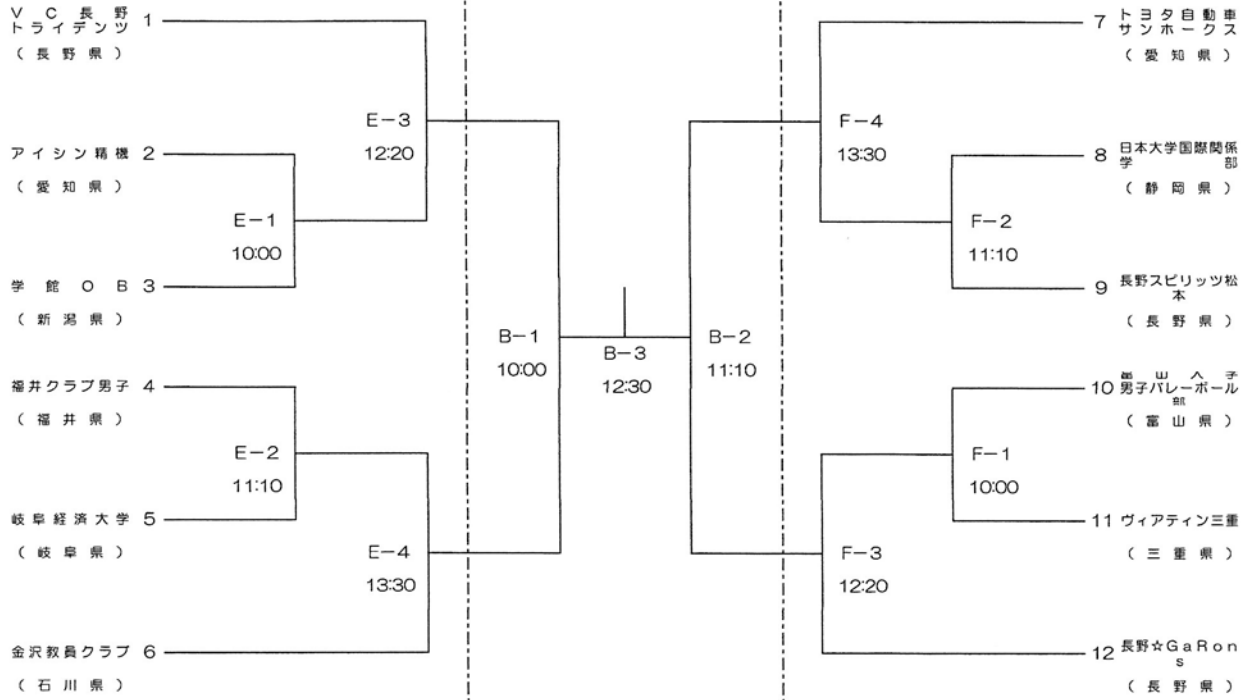 VC長野
トライデンツ 1
(長野県)
アイシン精機 2
(愛知県)
学館OB 3
(新潟県)
福井クラブ男子 4
(福井県)
岐阜経済大学 5
(岐阜県)
金沢教員クラブ 6
(石川県)
E-3
12:20
E-1
10:00
E-2
11:10
E-4
13:30
B-1
10:00
B-3
12:30
B-2
11:10
F-4
13:30
F-2
11:10
F-1
10:00
F-3
12:20
7 トヨタ自動車
サンホークス
(愛知県)
8 日本大学国際関係
学部
(静岡県)
9 長野スピリッツ松
本
(長野県)
10 男子バレーボール
部
(富山県)
11 ヴィアティン三重
(三重県)
12 長野☆GaRon
s
(長野県)